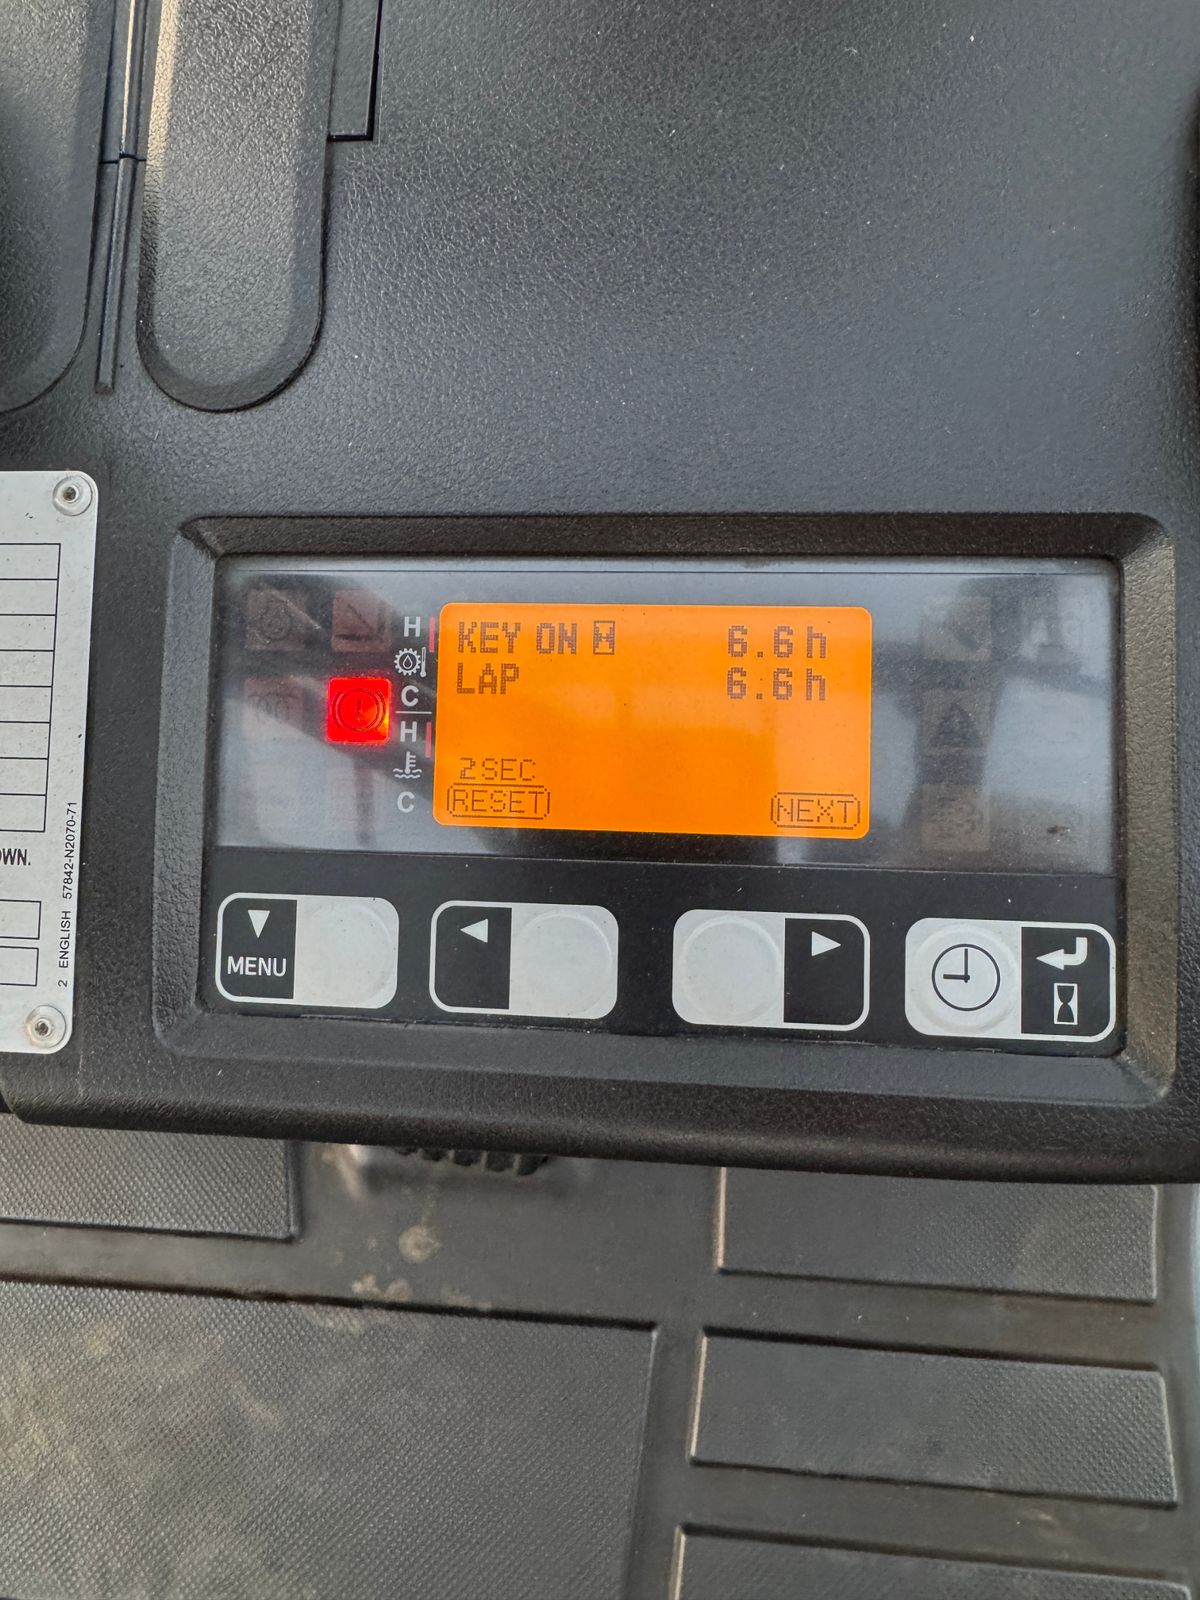 KEY ON 6.6h
LAP 6.6h
2SEC
RESET NEXT
H
C
H
C
MENU
OWN.
2 ENGLISH 57842-N2070-71